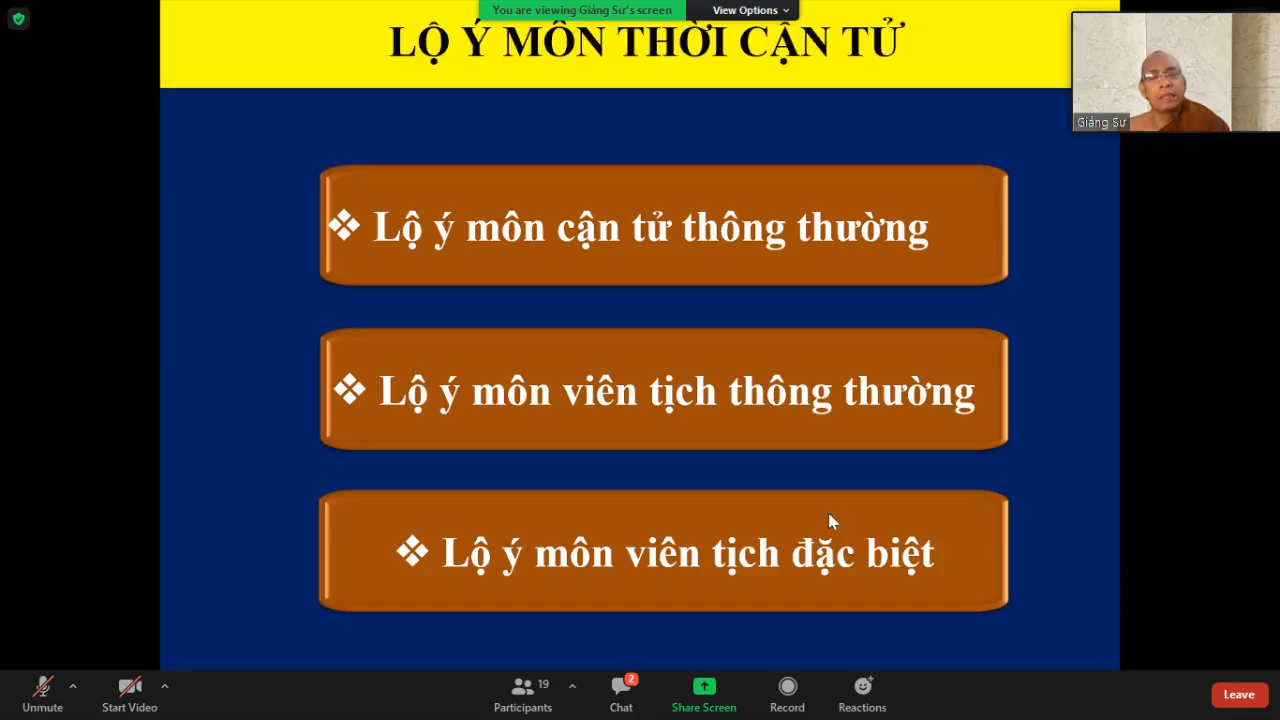 You are viewing Giảng Sư's screen
View Options
LỘ Ý MÔN THỜI CẬN TỬ
Giảng Sư
❖ Lộ ý môn cận tử thông thường
❖ Lộ ý môn viên tịch thông thường
❖ Lộ ý môn viên tịch đặc biệt
Unmute
Start Video
19
Participants
2
Chat
Share Screen
Record
Reactions
Leave